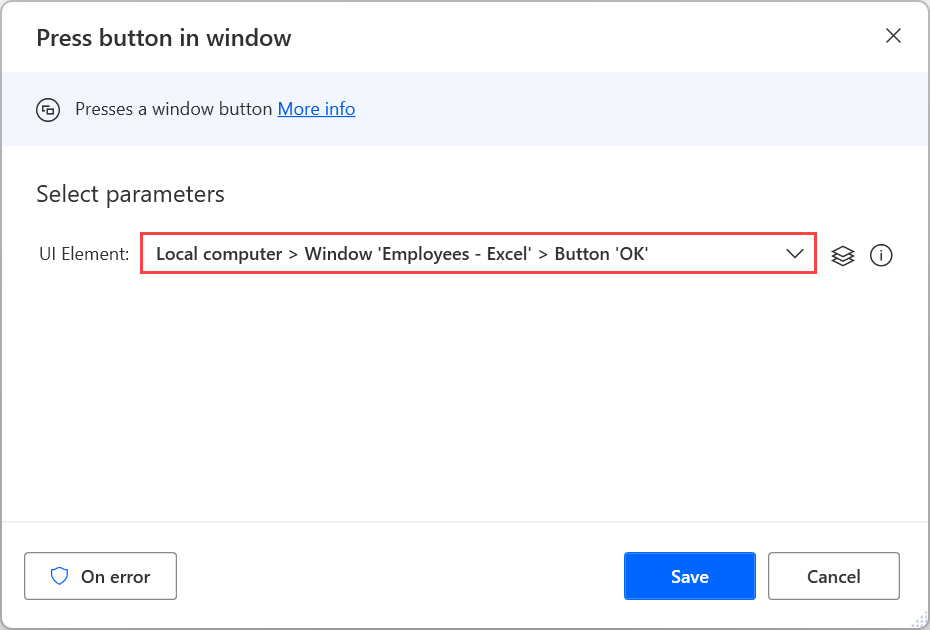 Press button in window
Presses a window button More info
Select parameters
UI Element: Local computer > Window 'Employees - Excel' > Button 'OK'
On error Save Cancel